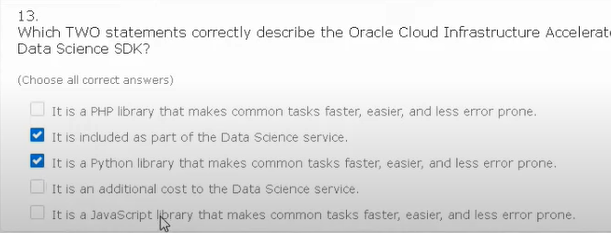 13.
Which TWO statements correctly describe the Oracle Cloud Infrastructure Accelerat
Data Science SDK?
(Choose all correct answers)
It is a PHP library that makes common tasks faster, easier, and less error prone.
It is included as part of the Data Science service.
It is a Python library that makes common tasks faster, easier, and less error prone.
It is an additional cost to the Data Science service.
It is a JavaScript library that makes common tasks faster, easier, and less error prone.